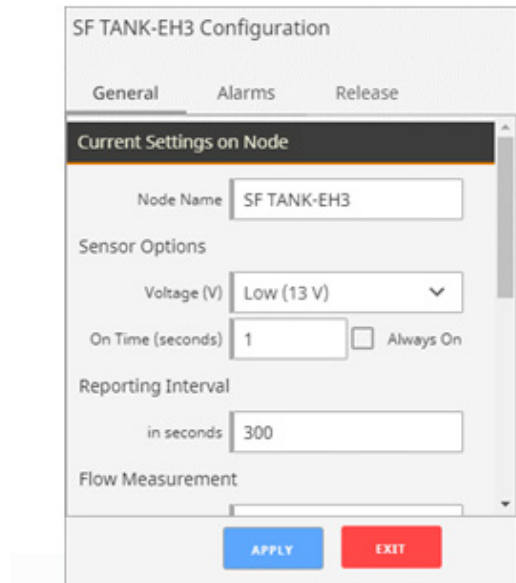 SF TANK-EH3 Configuration
General Alarms Release
Current Settings on Node
Node Name SF TANK-EH3
Sensor Options
Voltage (V) Low (13 V)
On Time (seconds) 1 Always On
Reporting Interval
in seconds 300
Flow Measurement
APPLY EXIT